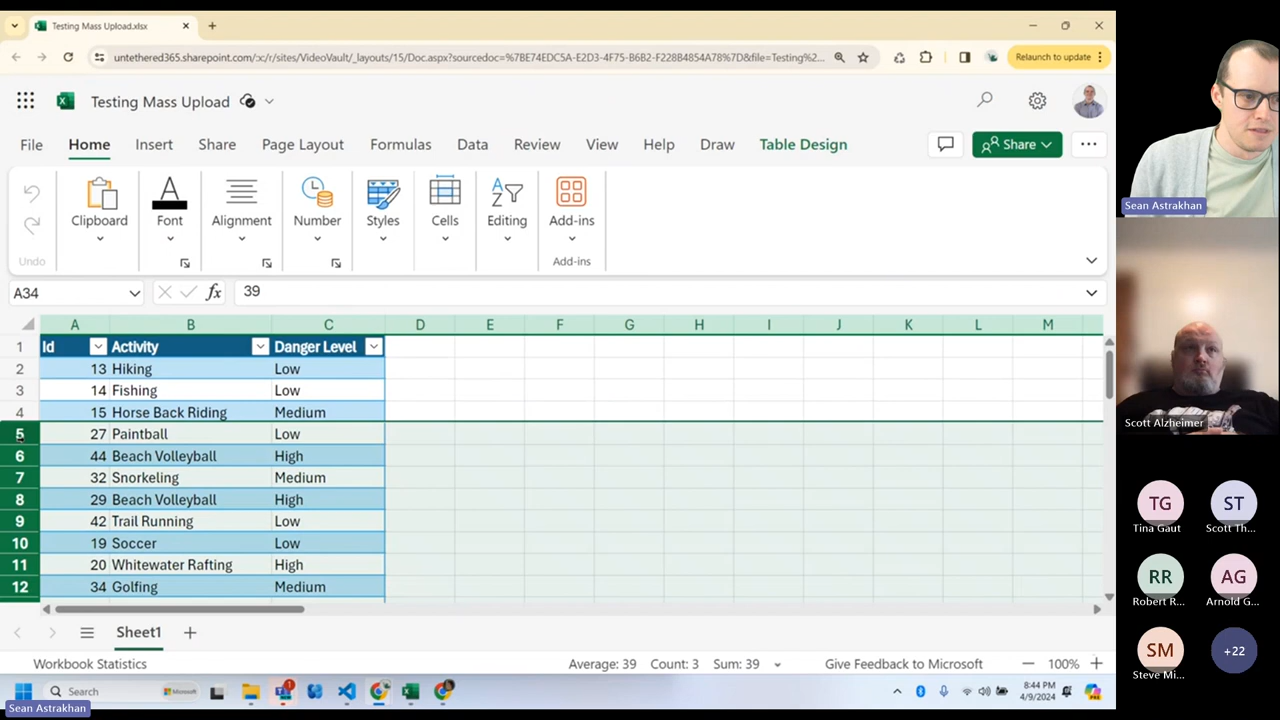 Testing Mass Upload.xlsx
untethered365.sharepoint.com/:x:/r/sites/VideoVault/_layouts/15/Doc.aspx?sourcedoc=%7BE74EDC5A-E2D3-4F75-B6B2-F228B4854A78%7D&file=Testing%2...
Relaunch to update
Testing Mass Upload
File Home Insert Share Page Layout Formulas Data Review View Help Draw Table Design
Share
Clipboard Font Alignment Number Styles Cells Editing Add-ins
Undo Add-ins
A34 fx 39
A B C D E F G H I J K L M
1 Id Activity Danger Level
2 13 Hiking Low
3 14 Fishing Low
4 15 Horse Back Riding Medium
5 27 Paintball Low
6 44 Beach Volleyball High
7 32 Snorkeling Medium
8 29 Beach Volleyball High
9 42 Trail Running Low
10 19 Soccer Low
11 20 Whitewater Rafting High
12 34 Golfing Medium
Sheet1
Workbook Statistics Average: 39 Count: 3 Sum: 39 Give Feedback to Microsoft 100%
Search Microsoft 8:44 PM
4/9/2024
Sean Astrakhan
Sean Astrakhan
Scott Alzheimer
TG ST
Tina Gaut Scott Th...
RR AG
Robert R... Arnold G...
SM +22
Steve Mi...